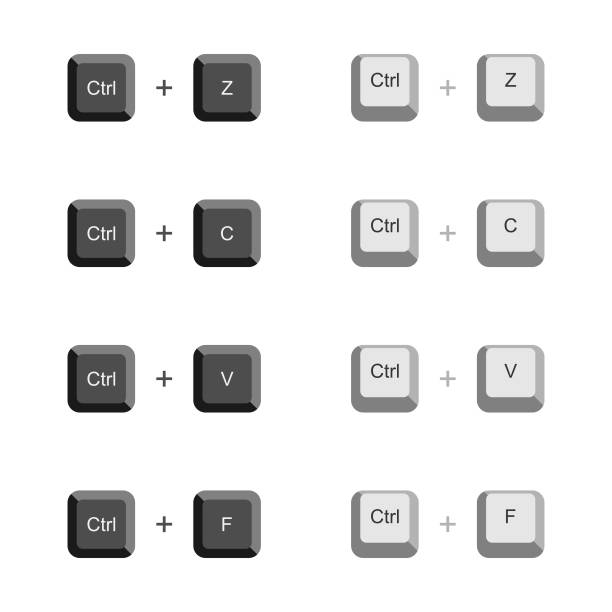 Ctrl + Z Ctrl + Z
Ctrl + C Ctrl + C
Ctrl + V Ctrl + V
Ctrl + F Ctrl + F